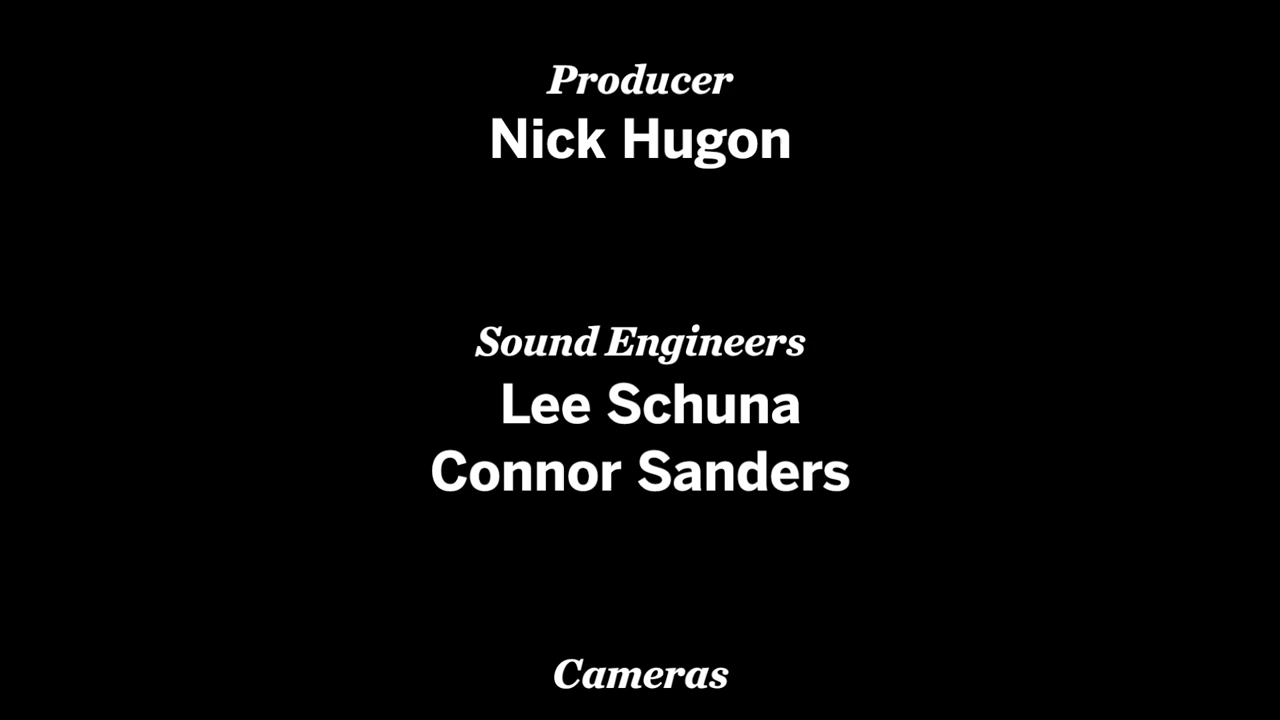 Producer
Nick Hugon
Sound Engineers
Lee Schuna
Connor Sanders
Cameras